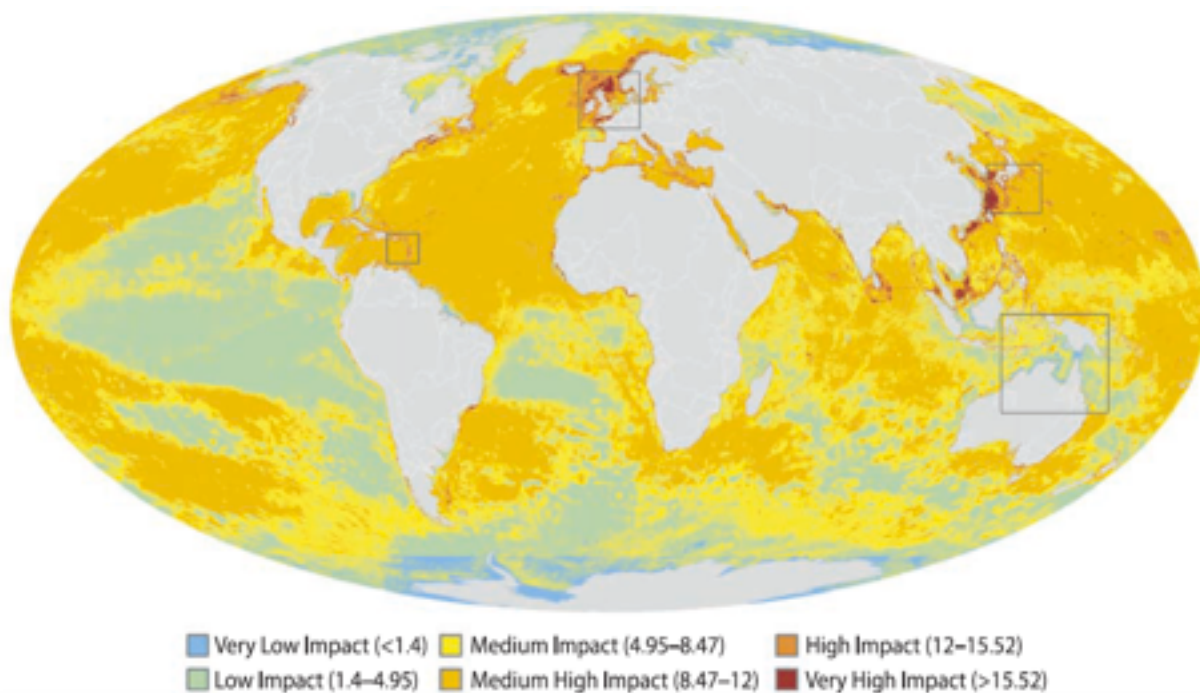 Very Low Impact (<1.4) Medium Impact (4.95–8.47) High Impact (12–15.52)
Low Impact (1.4–4.95) Medium High Impact (8.47–12) Very High Impact (>15.52)